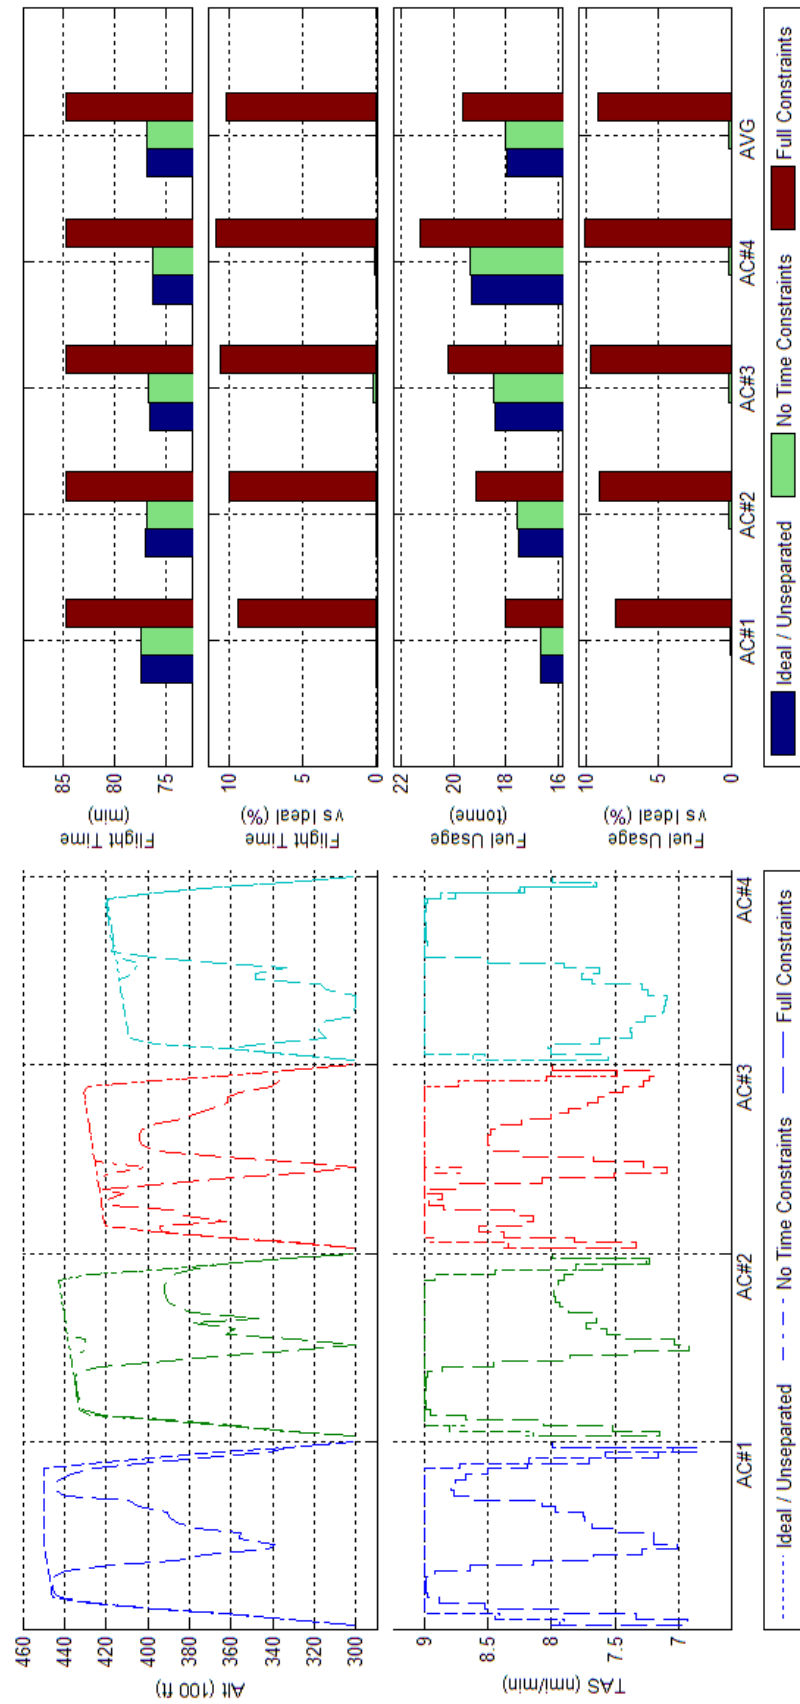 460
440
420
400
380
360
340
320
300
Alt (100 ft)
9
8.5
8
7.5
7
TAS (nmi/min)
AC#1
AC#2
AC#3
AC#4
Ideal / Unseparated
No Time Constraints
Full Constraints
85
80
75
Flight Time
(min)
10
5
0
Flight Time
vs Ideal (%)
22
20
18
16
Fuel Usage
(tonne)
10
5
0
Fuel Usage
vs Ideal (%)
AC#1
AC#2
AC#3
AC#4
AVG
Ideal / Unseparated
No Time Constraints
Full Constraints